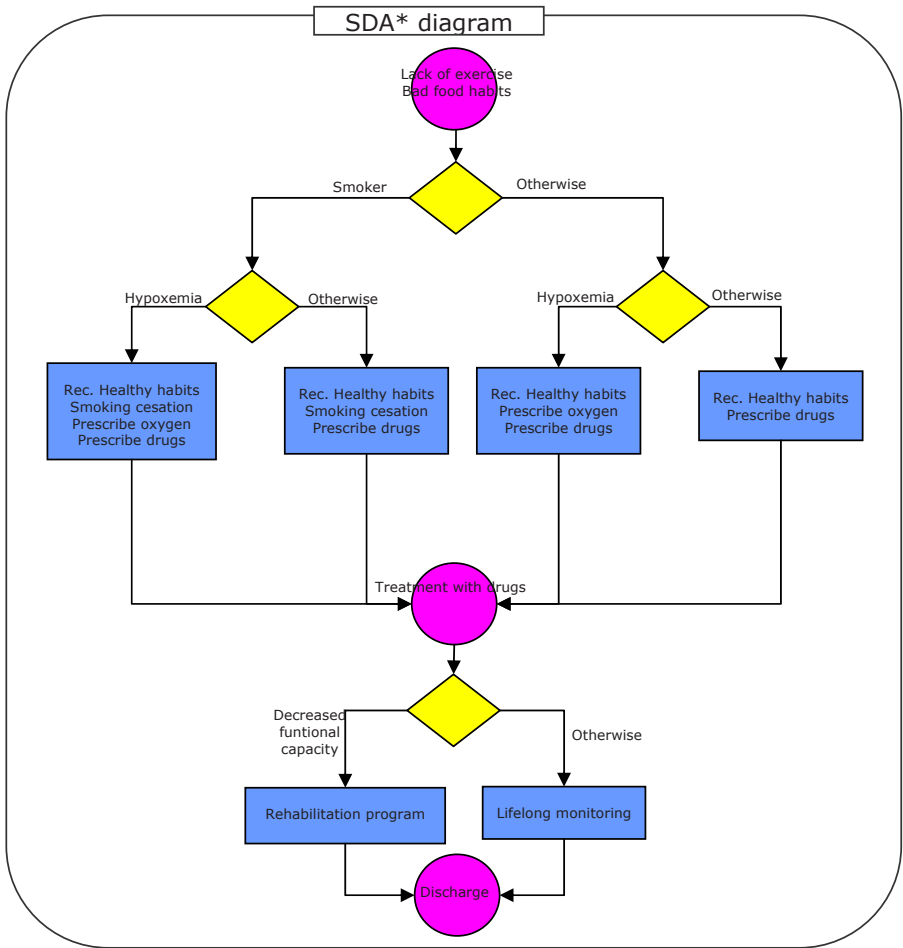 SDA* diagram
Lack of exercise
Bad food habits
Smoker
Otherwise
Hypoxemia
Otherwise
Hypoxemia
Otherwise
Rec. Healthy habits
Smoking cesation
Prescribe oxygen
Prescribe drugs
Rec. Healthy habits
Smoking cesation
Prescribe drugs
Rec. Healthy habits
Prescribe oxygen
Prescribe drugs
Rec. Healthy habits
Prescribe drugs
Treatment with drugs
Decreased
funtional
capacity
Otherwise
Rehabilitation program
Lifelong monitoring
Discharge